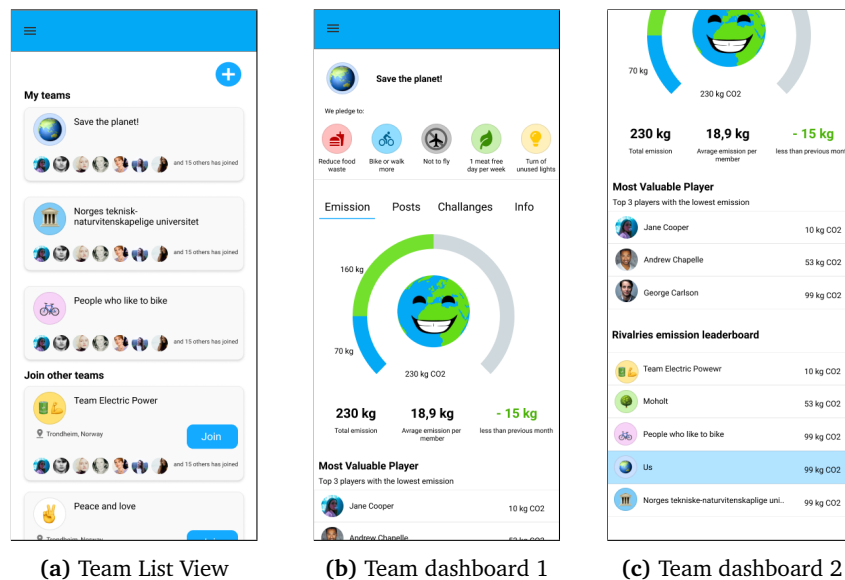 My teams
Save the planet!
and 15 others has joined
Norges teknisk-
naturvitenskapelige universitet
and 15 others has joined
People who like to bike
and 15 others has joined
Join other teams
Team Electric Power
Trondheim, Norway
Join
and 15 others has joined
Peace and love
Trondheim, Norway
(a) Team List View
Save the planet!
We pledge to:
Reduce food
waste
Bike or walk
more
Not to fly
1 meat free
day per week
Turn of
unused lights
Emission Posts Challanges Info
160 kg
70 kg
230 kg CO2
230 kg 18,9 kg - 15 kg
Total emission
Avrage emission per
member
less than previous month
Most Valuable Player
Top 3 players with the lowest emission
Jane Cooper 10 kg CO2
Andrew Chapelle 53 kg CO2
(b) Team dashboard 1
70 kg
230 kg CO2
230 kg 18,9 kg - 15 kg
Total emission
Avrage emission per
member
less than previous mont
Most Valuable Player
Top 3 players with the lowest emission
Jane Cooper 10 kg CO2
Andrew Chapelle 53 kg CO2
George Carlson 99 kg CO2
Rivalries emission leaderboard
Team Electric Powewr 10 kg CO2
Moholt 53 kg CO2
People who like to bike 99 kg CO2
Us 99 kg CO2
Norges tekniske-naturvitenskaplige uni.. 99 kg CO2
(c) Team dashboard 2